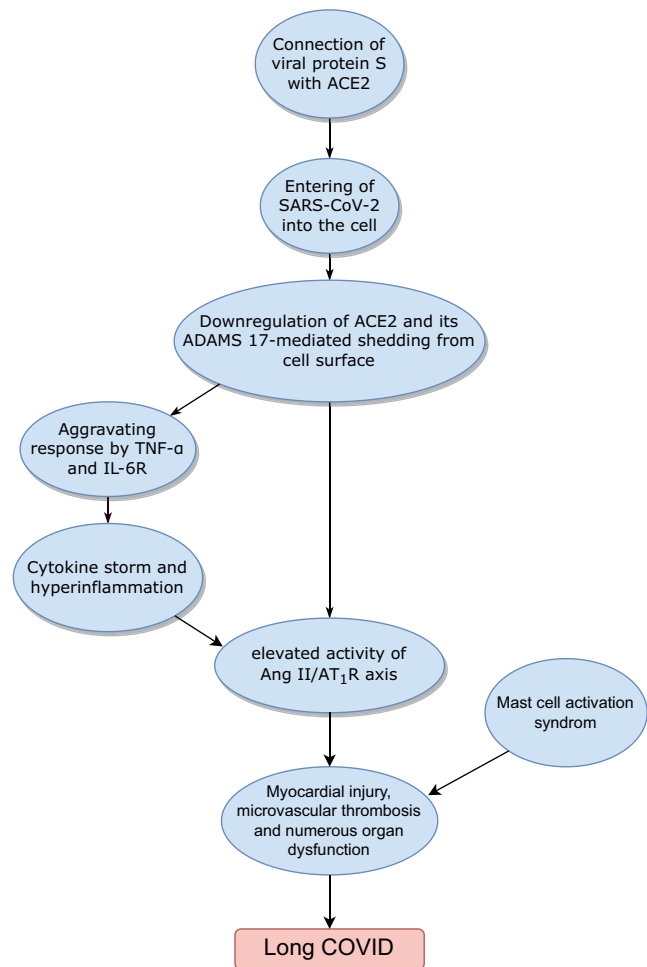 Connection of
viral protein S
with ACE2
Entering of
SARS-CoV-2
into the cell
Downregulation of ACE2 and its
ADAMS 17-mediated shedding from
cell surface
Aggravating
response by TNF-α
and IL-6R
Cytokine storm and
hyperinflammation
elevated activity of
Ang II/AT₁R axis
Mast cell activation
syndrom
Myocardial injury,
microvascular thrombosis
and numerous organ
dysfunction
Long COVID